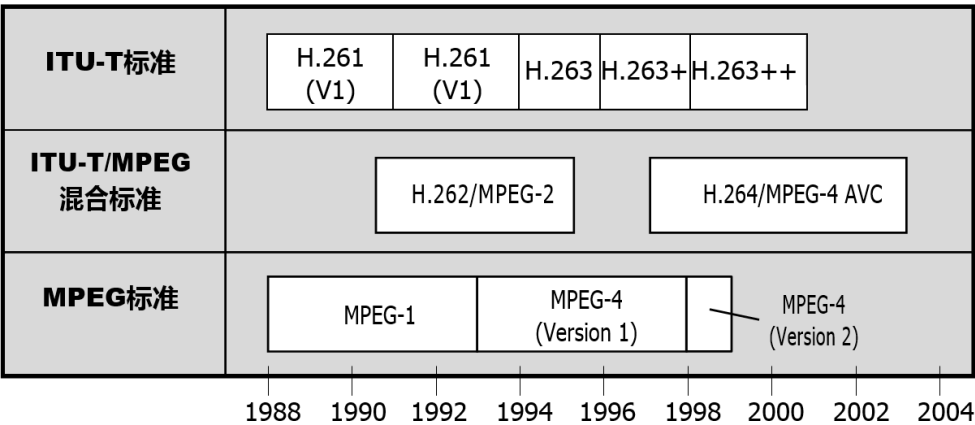 ITU-T标准
H.261
(V1)
H.261
(V1)
H.263
H.263+
H.263++
ITU-T/MPEG
混合标准
H.262/MPEG-2
H.264/MPEG-4 AVC
MPEG标准
MPEG-1
MPEG-4
(Version 1)
MPEG-4
(Version 2)
1988 1990 1992 1994 1996 1998 2000 2002 2004